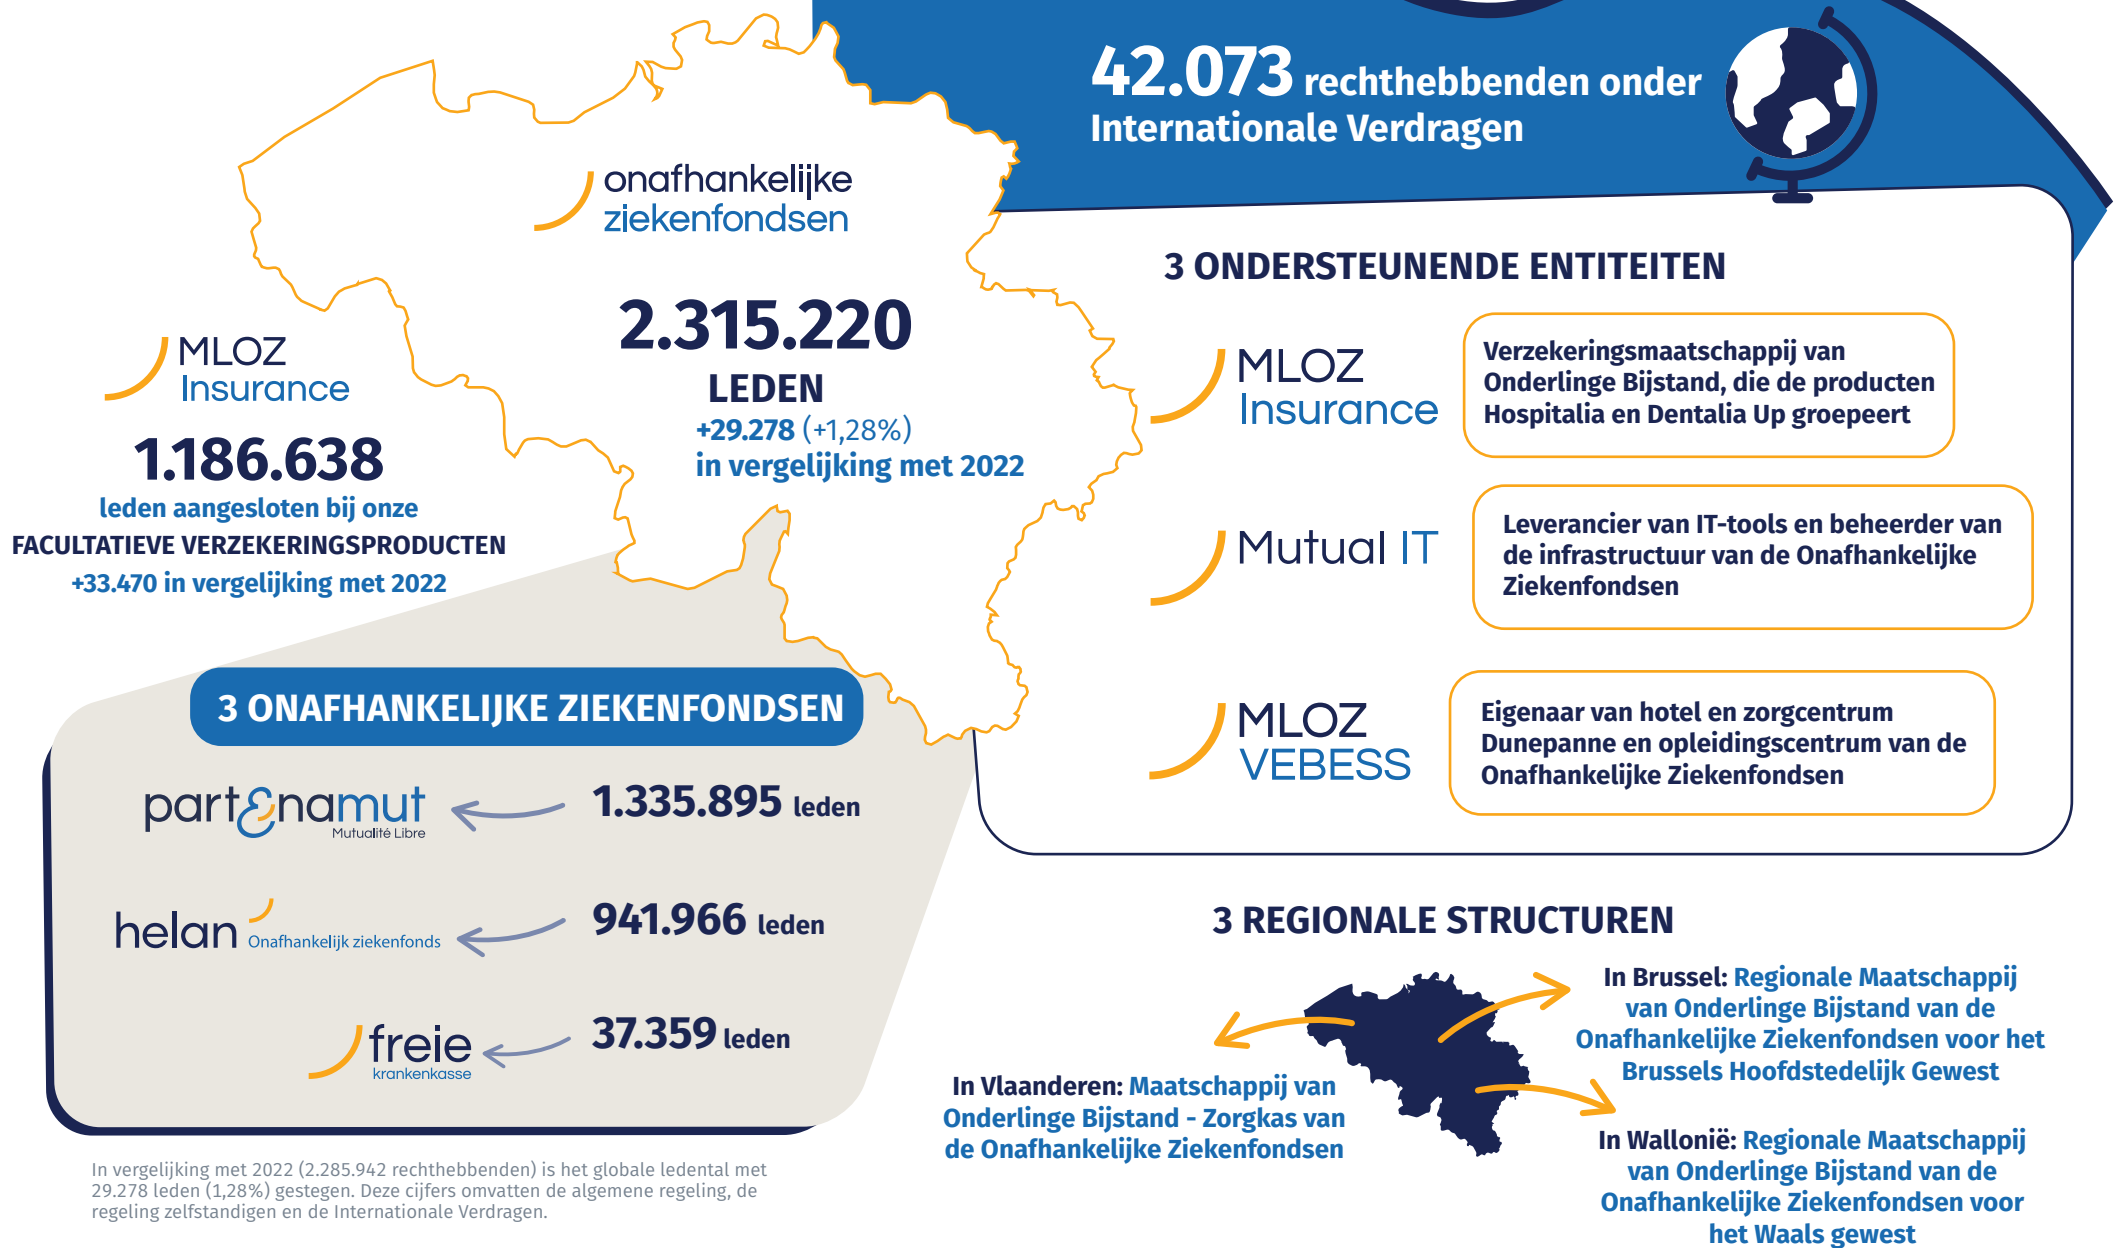 42.073 rechthebbenden onder
Internationale Verdragen
onafhankelijke
ziekenfondsen
2.315.220
LEDEN
+29.278 (+1,28%)
in vergelijking met 2022
MLOZ
Insurance
1.186.638
leden aangesloten bij onze
FACULTATIEVE VERZEKERINGSPRODUCTEN
+33.470 in vergelijking met 2022
3 ONDERSTEUNENDE ENTITEITEN
MLOZ
Insurance
Verzekeringsmaatschappij van
Onderlinge Bijstand, die de producten
Hospitalia en Dentalia Up groepeert
Mutual IT
Leverancier van IT-tools en beheerder van
de infrastructuur van de Onafhankelijke
Ziekenfondsen
MLOZ
VEBESS
Eigenaar van hotel en zorgcentrum
Dunepanne en opleidingscentrum van de
Onafhankelijke Ziekenfondsen
3 ONAFHANKELIJKE ZIEKENFONDSEN
partenamut
Mutualité Libre
1.335.895 leden
helan
Onafhankelijk ziekenfonds
941.966 leden
freie
krankenkasse
37.359 leden
In vergelijking met 2022 (2.285.942 rechthebbenden) is het globale ledental met
29.278 leden (1,28%) gestegen. Deze cijfers omvatten de algemene regeling, de
regeling zelfstandigen en de Internationale Verdragen.
3 REGIONALE STRUCTUREN
In Vlaanderen: Maatschappij van
Onderlinge Bijstand - Zorgkas van
de Onafhankelijke Ziekenfondsen
In Brussel: Regionale Maatschappij
van Onderlinge Bijstand van de
Onafhankelijke Ziekenfondsen voor het
Brussels Hoofdstedelijk Gewest
In Wallonië: Regionale Maatschappij
van Onderlinge Bijstand van de
Onafhankelijke Ziekenfondsen voor
het Waals gewest